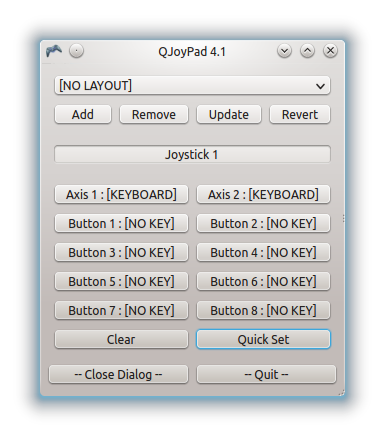 QJoyPad 4.1
[NO LAYOUT]
Add Remove Update Revert
Joystick 1
Axis 1 : [KEYBOARD] Axis 2 : [KEYBOARD]
Button 1 : [NO KEY] Button 2 : [NO KEY]
Button 3 : [NO KEY] Button 4 : [NO KEY]
Button 5 : [NO KEY] Button 6 : [NO KEY]
Button 7 : [NO KEY] Button 8 : [NO KEY]
Clear Quick Set
-- Close Dialog -- -- Quit --